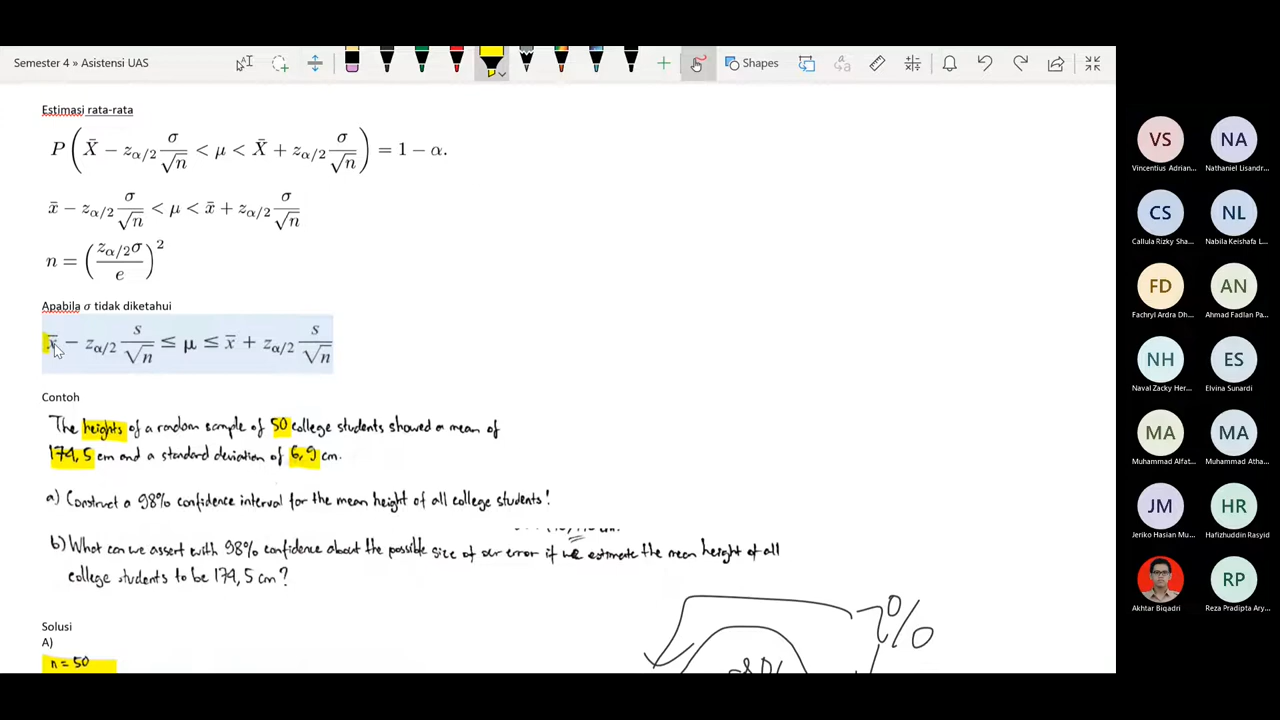 Semester 4 » Asistensi UAS
Shapes
Estimasi rata-rata
P( X̄ − z_{α/2} σ/√n < μ < X̄ + z_{α/2} σ/√n ) = 1 − α.
x̄ − z_{α/2} σ/√n < μ < x̄ + z_{α/2} σ/√n
n = ( z_{α/2}σ / e )²
Apabila σ tidak diketahui
x̄ − z_{α/2} s/√n ≤ μ ≤ x̄ + z_{α/2} s/√n
Contoh
The heights of a random sample of 50 college students showed a mean of
174,5 cm and a standard deviation of 6,9 cm.
a) Construct a 98% confidence interval for the mean height of all college students!
b) What can we assert with 98% confidence about the possible size of our error if we estimate the mean height of all
college students to be 174,5 cm?
Solusi
A)
n = 50
%
VS
Vincentius Adrian...
NA
Nathaniel Lisandr...
CS
Callula Rizky Sha...
NL
Nabila Keishafa L...
FD
Fachryl Ardra Dh...
AN
Ahmad Fadlan Pa...
NH
Naval Zacky Her...
ES
Elvina Sunardi
MA
Muhammad Alfat...
MA
Muhammad Atha...
JM
Jeriko Hasian Mu...
HR
Hafizhuddin Rasyid
Akhtar Biqadri
RP
Reza Pradipta Ary...